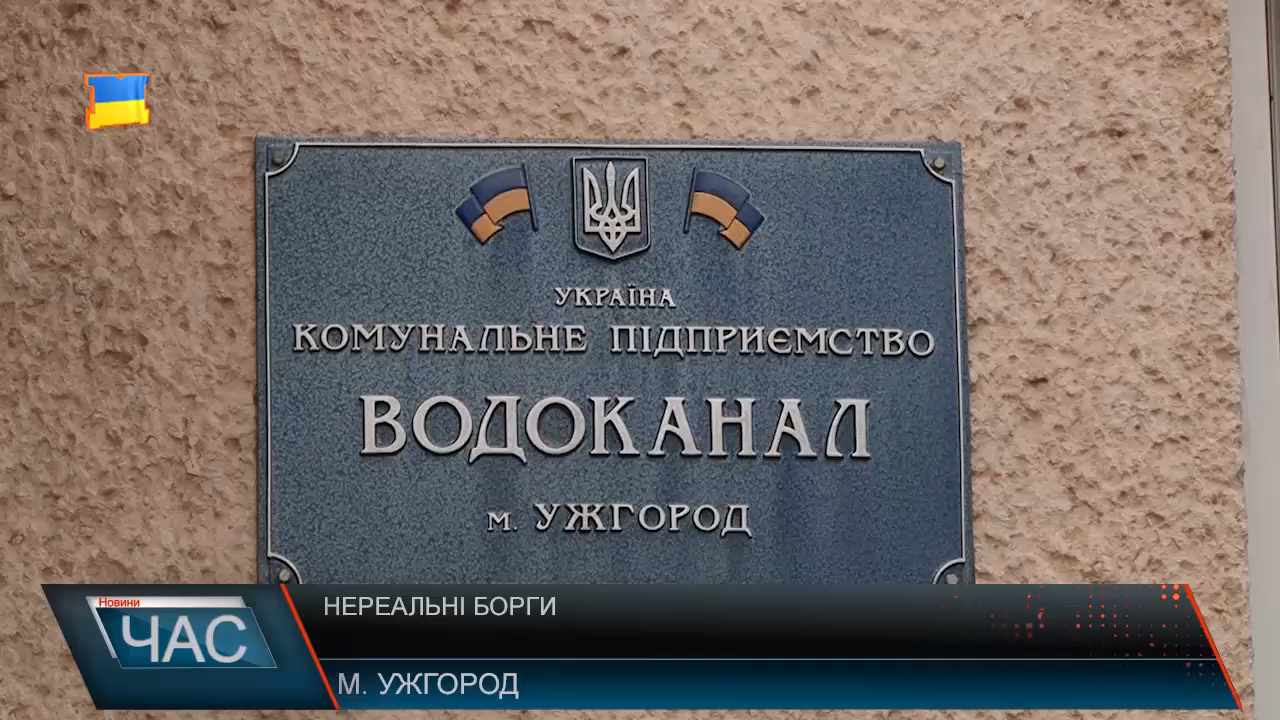 УКРАЇНА
КОМУНАЛЬНЕ ПІДПРИЄМСТВО
ВОДОКАНАЛ
м. УЖГОРОД
Новини
ЧАС
НЕРЕАЛЬНІ БОРГИ
М. УЖГОРОД